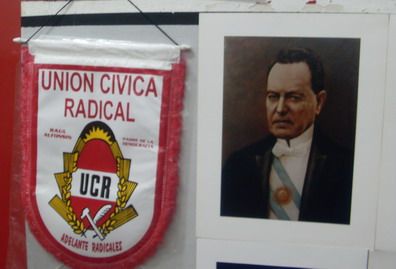 UNION CIVICA
RADICAL
RAUL
ALFONSIN
PADRE DE LA
DEMOCRACIA
UCR
ADELANTE RADICALES